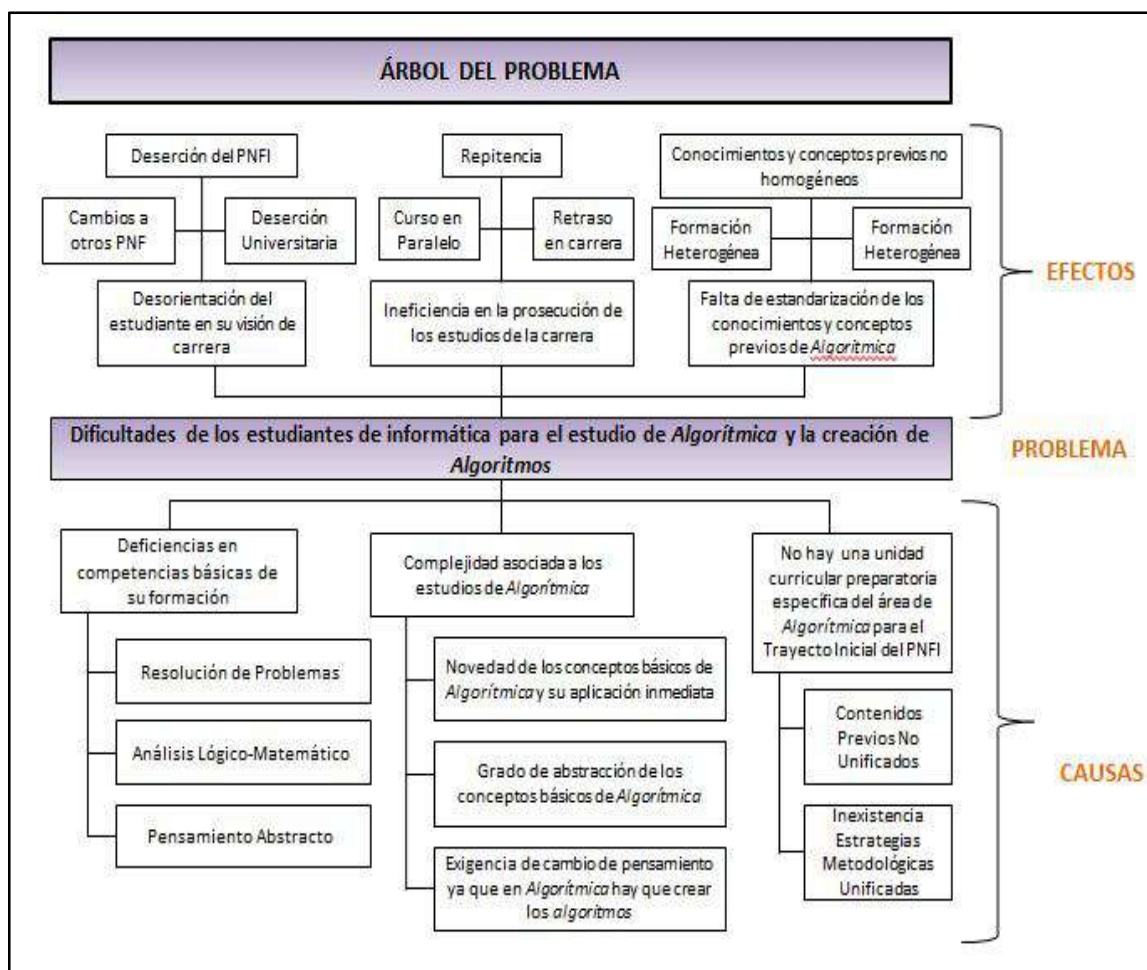 ÁRBOL DEL PROBLEMA
Deserción del PNFI
Repitencia
Conocimientos y conceptos previos no
homogéneos
Cambios a
otros PNF
Deserción
Universitaria
Curso en
Paralelo
Retraso
en carrera
Formación
Heterogénea
Formación
Heterogénea
EFECTOS
Desorientación del
estudiante en su visión de
carrera
Ineficiencia en la prosecución de
los estudios de la carrera
Falta de estandarización de los
conocimientos y conceptos
previos de Algorítmica
Dificultades de los estudiantes de informática para el estudio de Algorítmica y la creación de
Algoritmos
PROBLEMA
Deficiencias en
competencias básicas de
su formación
Resolución de Problemas
Análisis Lógico-Matemático
Pensamiento Abstracto
Complejidad asociada a los
estudios de Algorítmica
Novedad de los conceptos básicos de
Algorítmica y su aplicación inmediata
Grado de abstracción de los
conceptos básicos de Algorítmica
Exigencia de cambio de pensamiento
ya que en Algorítmica hay que crear
los algoritmos
No hay una unidad
curricular preparatoria
específica del área de
Algorítmica para el
Trayecto Inicial del PNFI
Contenidos
Previos No
Unificados
Inexistencia
Estrategias
Metodológicas
Unificadas
CAUSAS